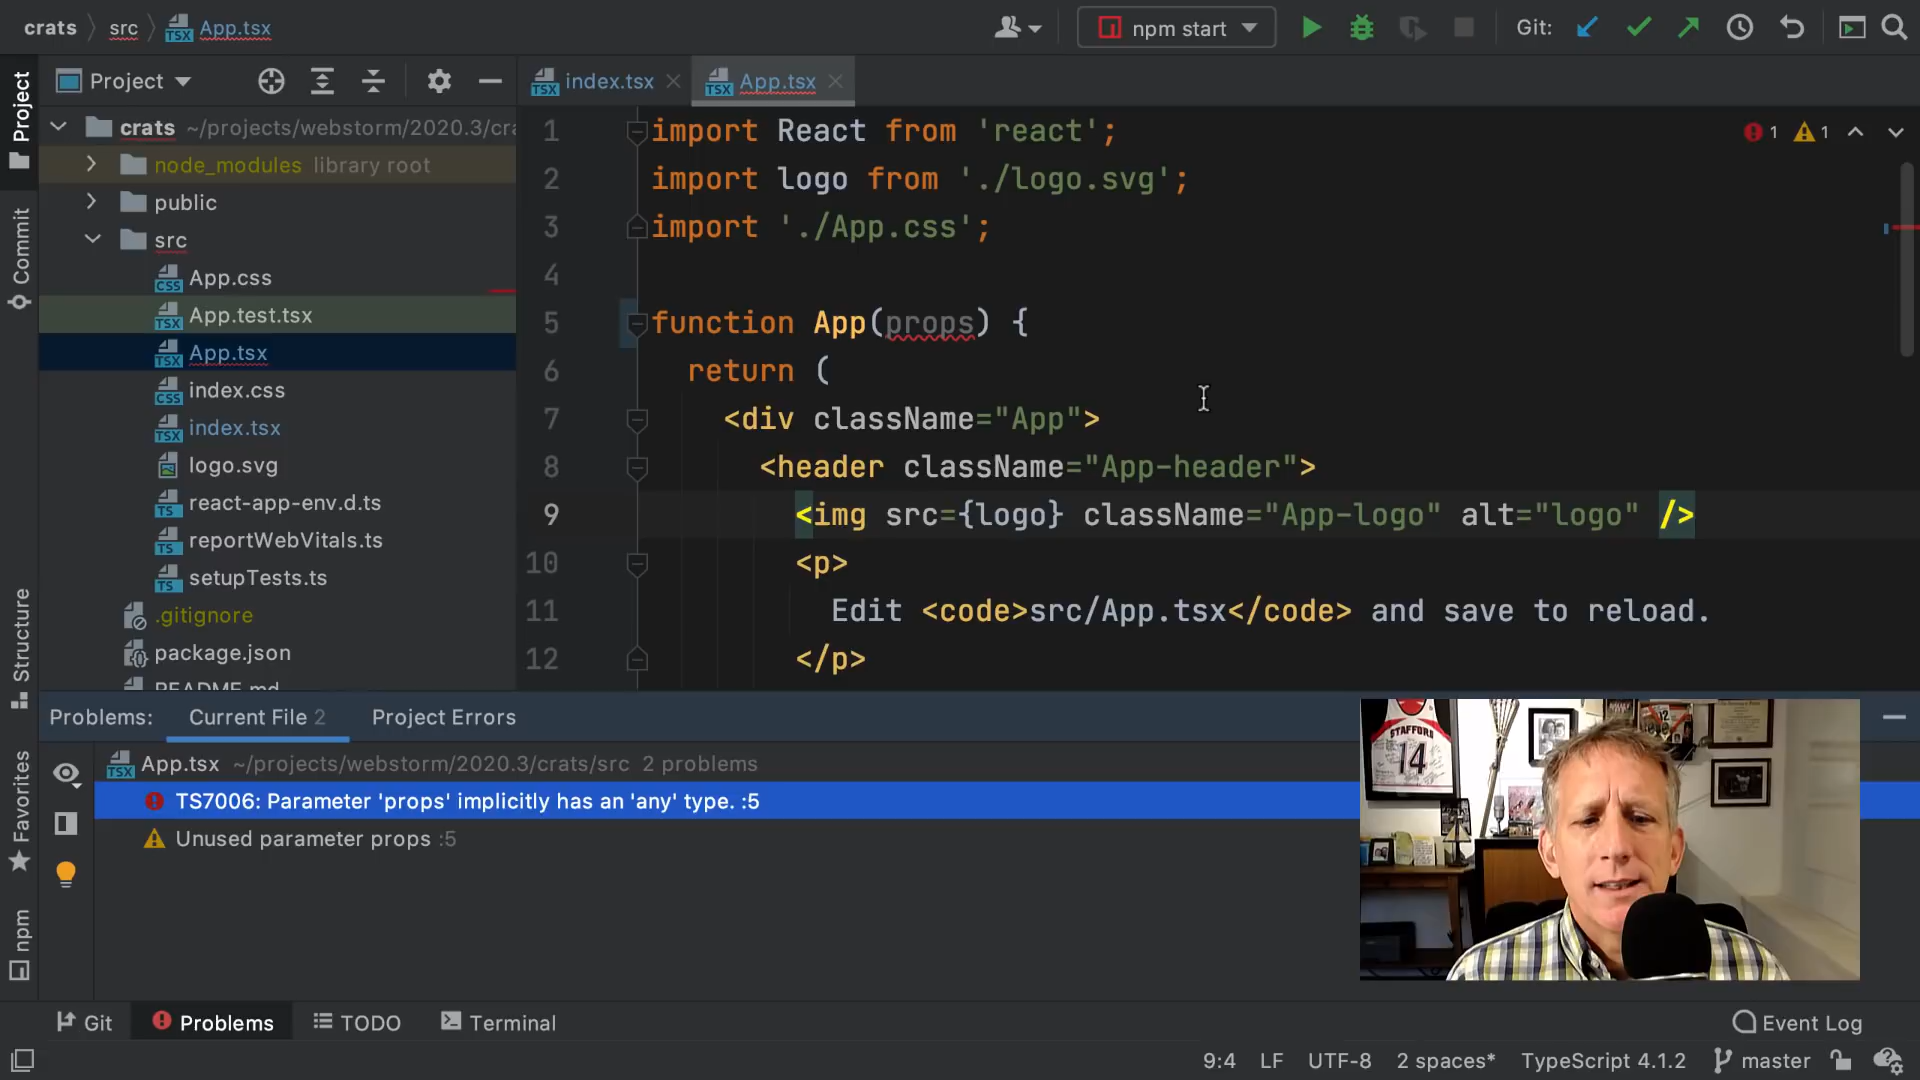 crats src App.tsx
npm start
Git:
Project
index.tsx
App.tsx
Project
Commit
Structure
Favorites
npm
crats ~/projects/webstorm/2020.3/cra
node_modules library root
public
src
App.css
App.test.tsx
App.tsx
index.css
index.tsx
logo.svg
react-app-env.d.ts
reportWebVitals.ts
setupTests.ts
.gitignore
package.json
README.md
1 import React from 'react';
2 import logo from './logo.svg';
3 import './App.css';
4
5 function App(props) {
6 return (
7 <div className="App">
8 <header className="App-header">
9 <img src={logo} className="App-logo" alt="logo" />
10 <p>
11 Edit <code>src/App.tsx</code> and save to reload.
12 </p>
1 1
Problems: Current File 2 Project Errors
App.tsx ~/projects/webstorm/2020.3/crats/src 2 problems
TS7006: Parameter 'props' implicitly has an 'any' type. :5
Unused parameter props :5
STAFFORD
14
Git Problems TODO Terminal
Event Log
9:4 LF UTF-8 2 spaces* TypeScript 4.1.2 master